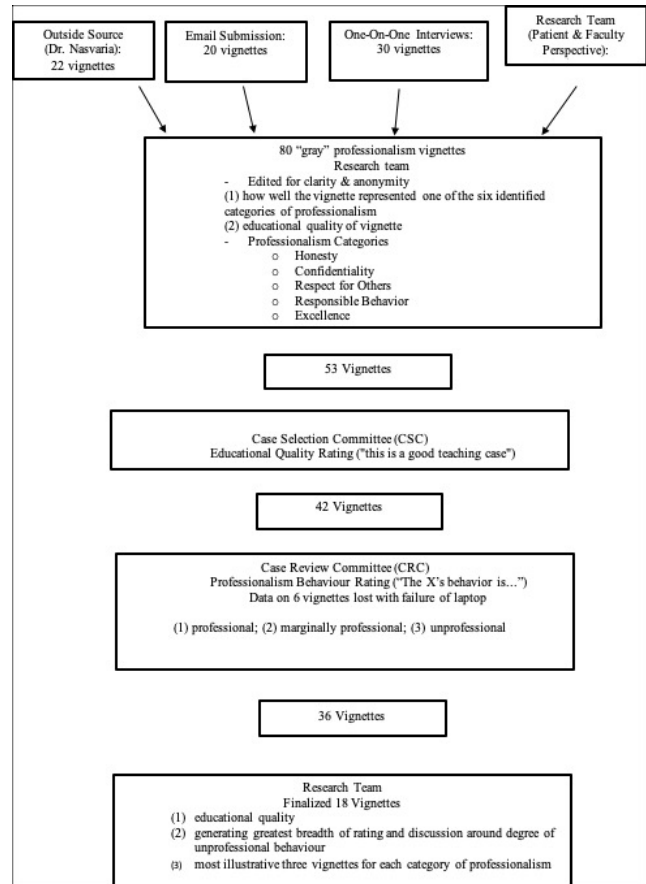 Outside Source
(Dr. Nasvaria):
22 vignettes
Email Submission:
20 vignettes
One-On-One Interviews:
30 vignettes
Research Team
(Patient & Faculty
Perspective):
80 “gray” professionalism vignettes
Research team
- Edited for clarity & anonymity
(1) how well the vignette represented one of the six identified
categories of professionalism
(2) educational quality of vignette
- Professionalism Categories
o Honesty
o Confidentiality
o Respect for Others
o Responsible Behavior
o Excellence
53 Vignettes
Case Selection Committee (CSC)
Educational Quality Rating ("this is a good teaching case")
42 Vignettes
Case Review Committee (CRC)
Professionalism Behaviour Rating (“The X’s behavior is…”)
Data on 6 vignettes lost with failure of laptop
(1) professional; (2) marginally professional; (3) unprofessional
36 Vignettes
Research Team
Finalized 18 Vignettes
(1) educational quality
(2) generating greatest breadth of rating and discussion around degree of
unprofessional behaviour
(3) most illustrative three vignettes for each category of professionalism